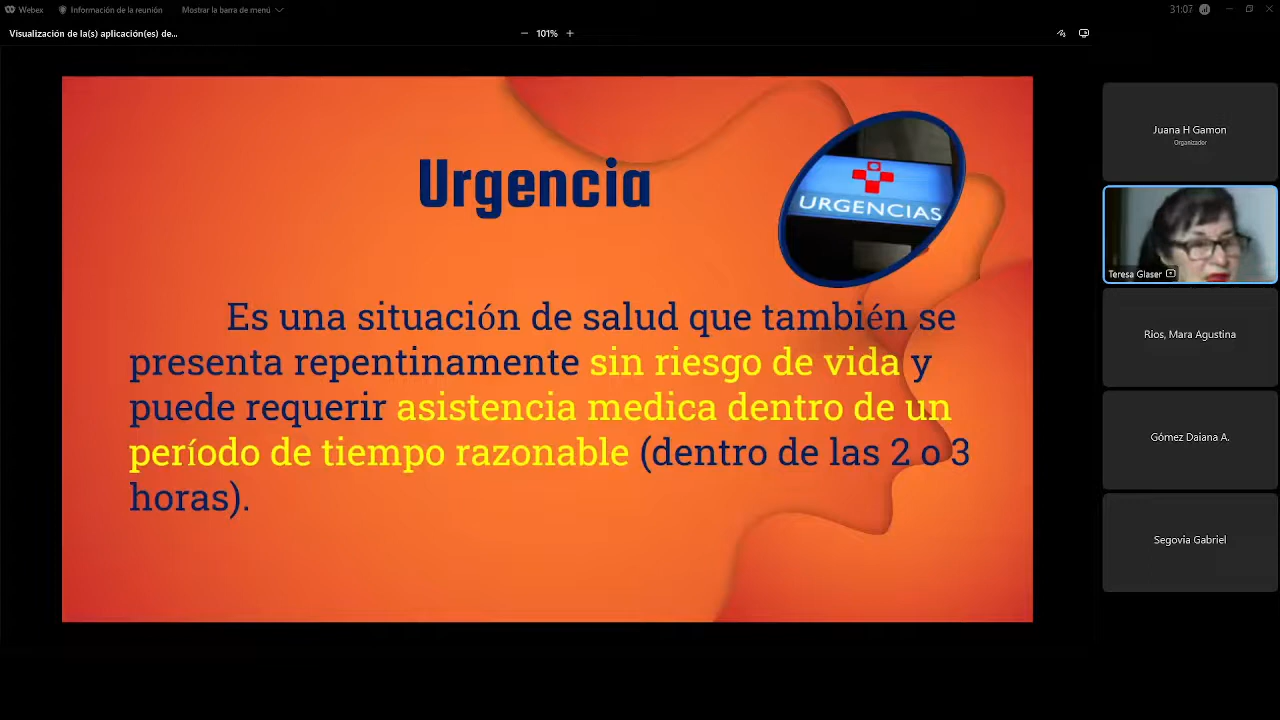 Webex
Información de la reunión
Mostrar la barra de menú
31:07
Visualización de la(s) aplicación(es) de...
— 101% +
Urgencia
URGENCIAS
Es una situación de salud que también se
presenta repentinamente sin riesgo de vida y
puede requerir asistencia medica dentro de un
período de tiempo razonable (dentro de las 2 o 3
horas).
Juana H Gamon
Organizador
Teresa Glaser
Ríos, Mara Agustina
Gómez Daiana A.
Segovia Gabriel